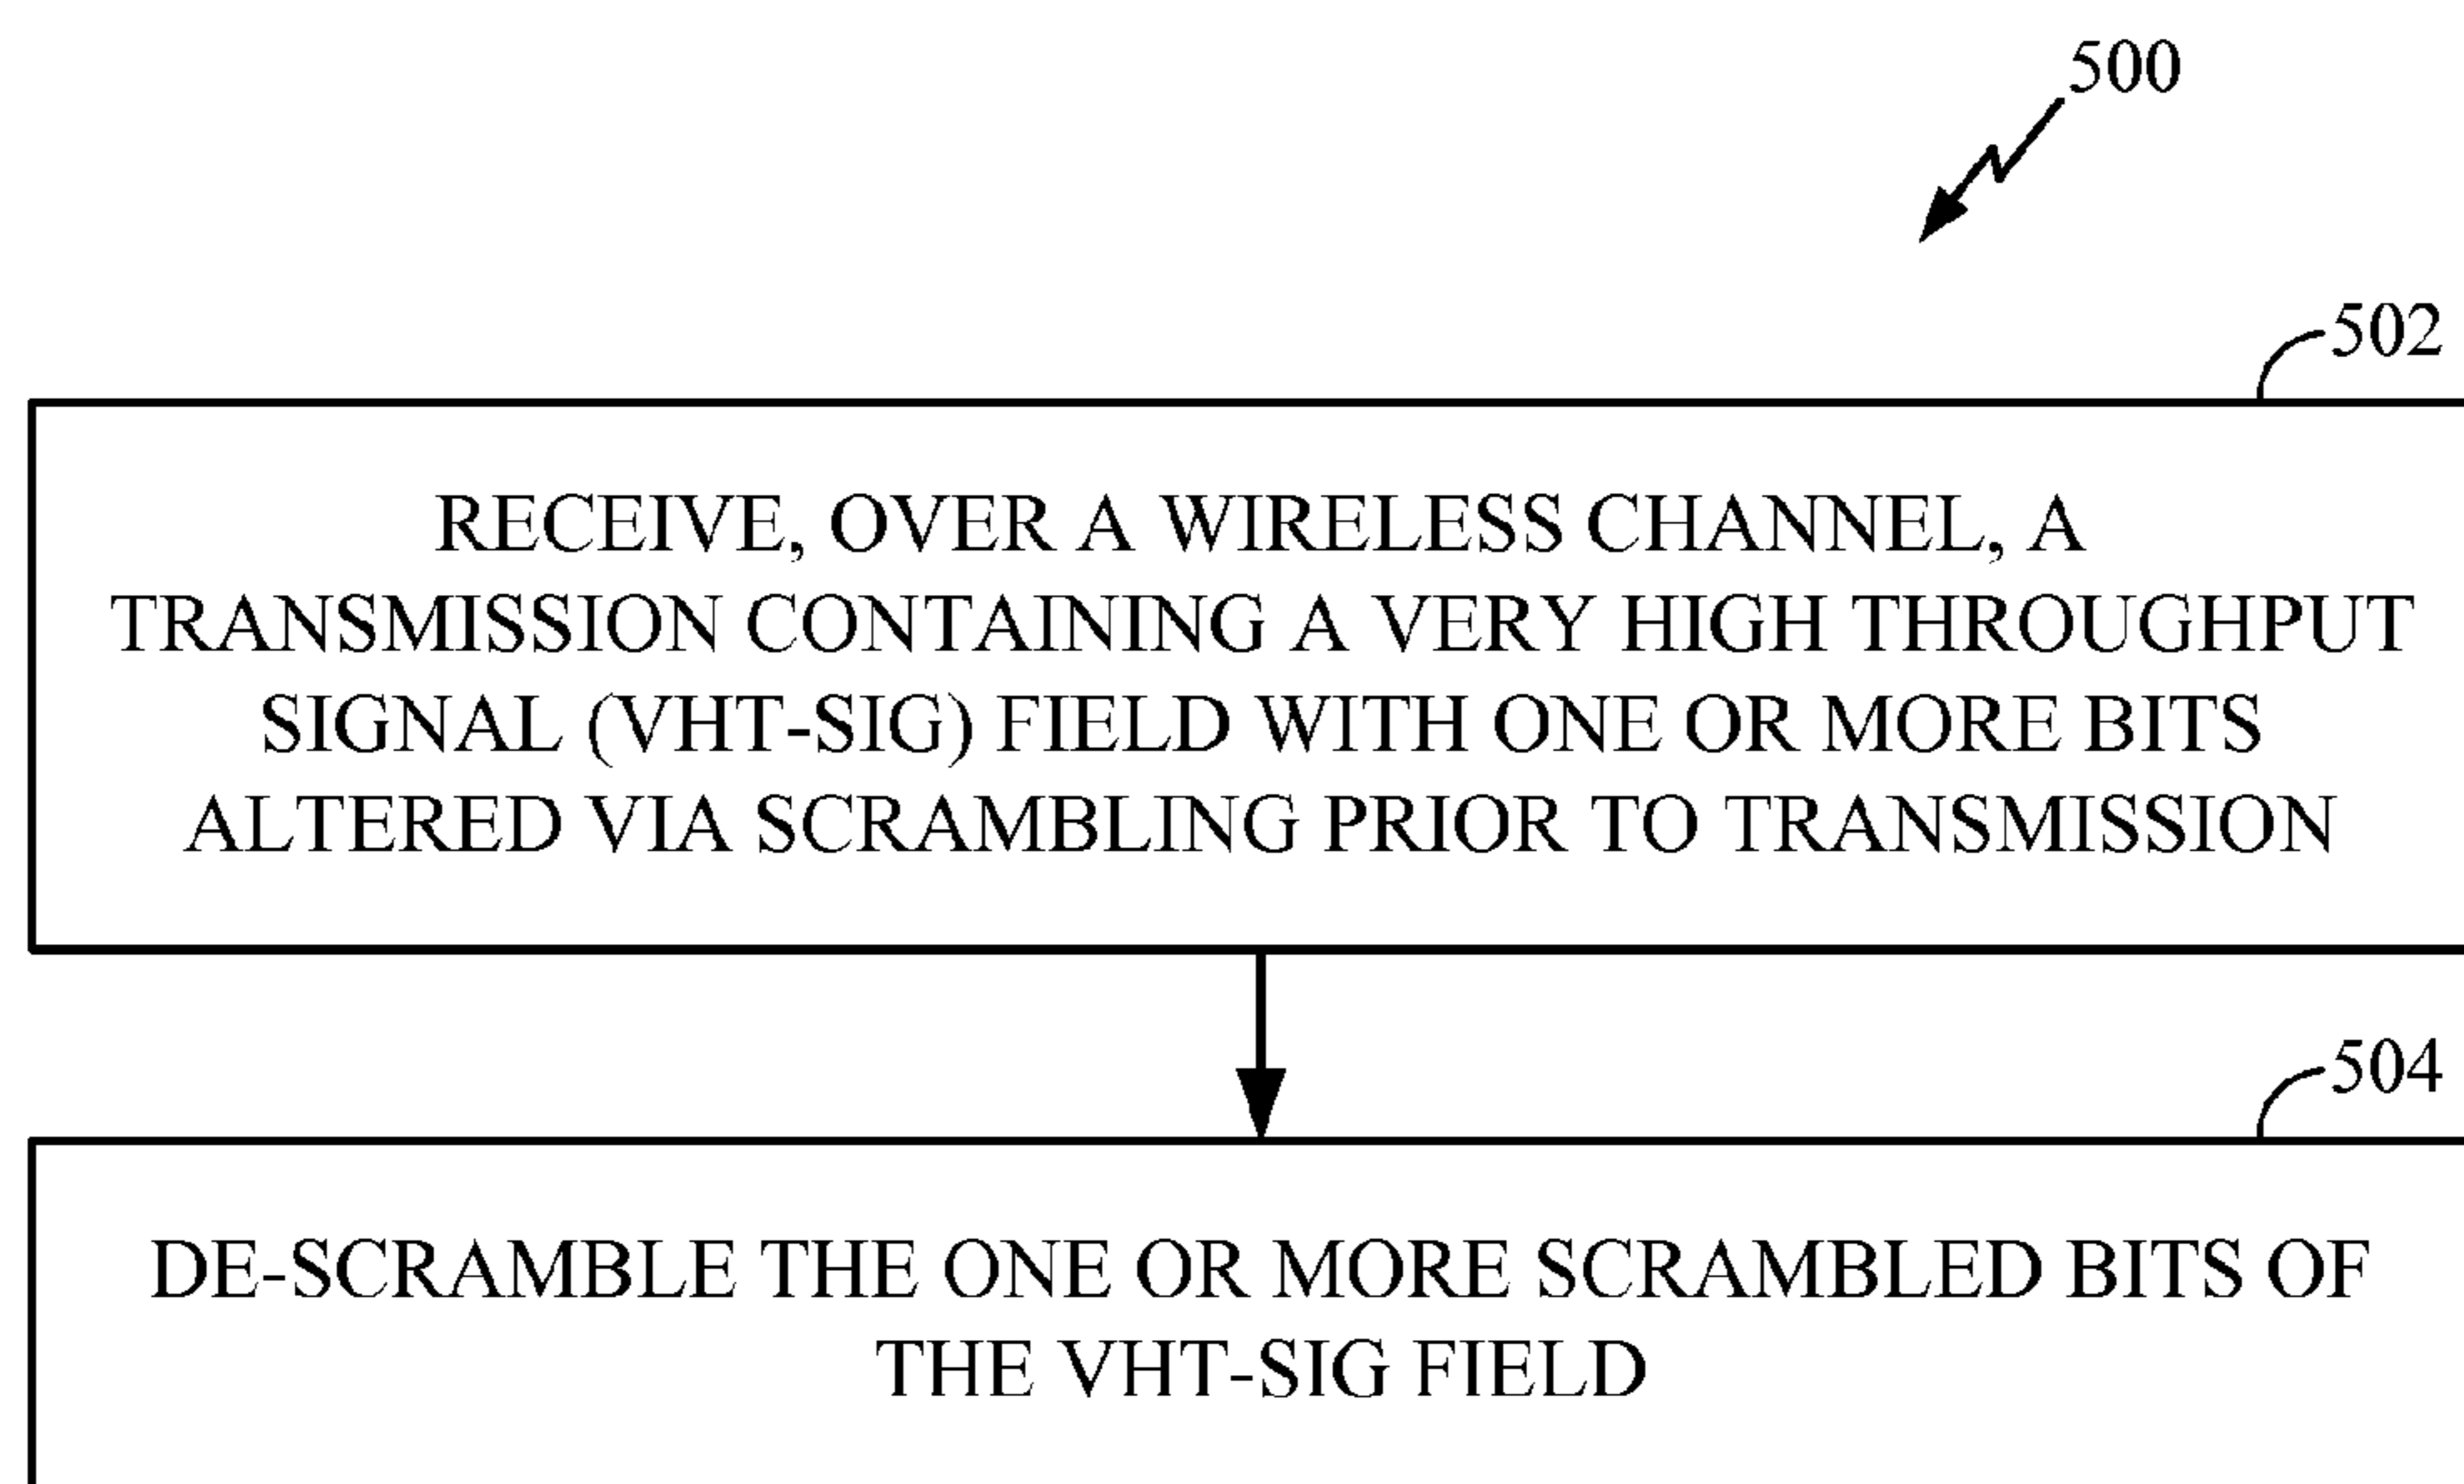 500
502
RECEIVE, OVER A WIRELESS CHANNEL, A
TRANSMISSION CONTAINING A VERY HIGH THROUGHPUT
SIGNAL (VHT-SIG) FIELD WITH ONE OR MORE BITS
ALTERED VIA SCRAMBLING PRIOR TO TRANSMISSION
504
DE-SCRAMBLE THE ONE OR MORE SCRAMBLED BITS OF
THE VHT-SIG FIELD